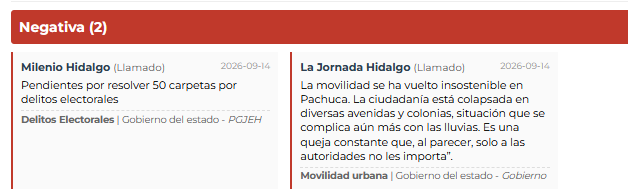 Negativa (2)
Milenio Hidalgo (Llamado) 2026-09-14
Pendientes por resolver 50 carpetas por
delitos electorales
Delitos Electorales | Gobierno del estado - PGJEH
La Jornada Hidalgo (Llamado) 2026-09-14
La movilidad se ha vuelto insostenible en
Pachuca. La ciudadanía está colapsada en
diversas avenidas y colonias, situación que se
complica aún más con las lluvias. Es una
queja constante que, al parecer, solo a las
autoridades no les importa”.
Movilidad urbana | Gobierno del estado - Gobierno